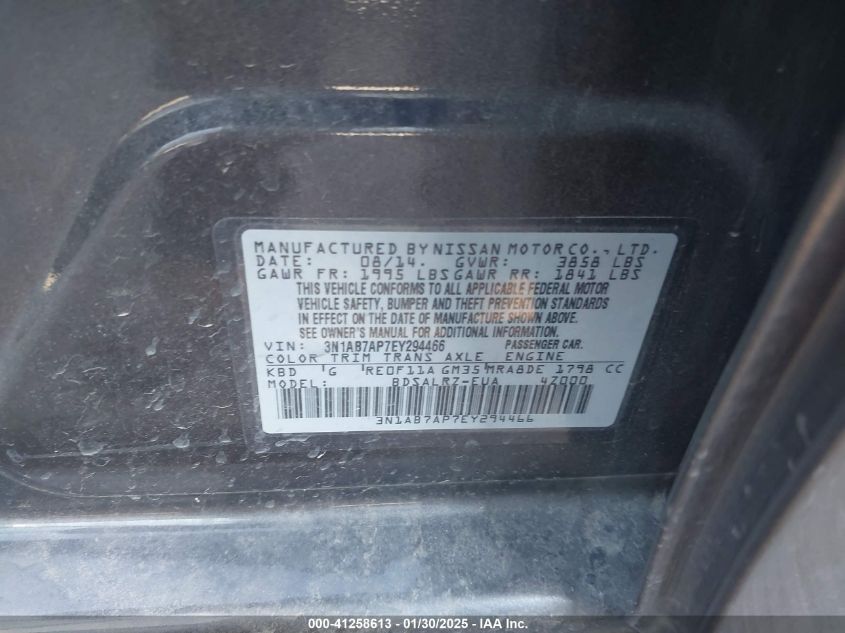 MANUFACTURED BY NISSAN MOTOR CO., LTD.
DATE: 08/14. GVWR: 3858 LBS
GAWR FR: 1995 LBS GAWR RR: 1841 LBS
THIS VEHICLE CONFORMS TO ALL APPLICABLE FEDERAL MOTOR
VEHICLE SAFETY, BUMPER AND THEFT PREVENTION STANDARDS
IN EFFECT ON THE DATE OF MANUFACTURE SHOWN ABOVE.
SEE OWNER'S MANUAL FOR ADDITIONAL INFORMATION.
VIN: 3N1AB7AP7EY294466 PASSENGER CAR.
COLOR TRIM TRANS AXLE ENGINE
KBD G RE0F11A GM35 MRA8DE 1798 CC
MODEL: BDSALRZ-EUA 4Z000
3N1AB7AP7EY294466
000-41258613 - 01/30/2025 - IAA Inc.